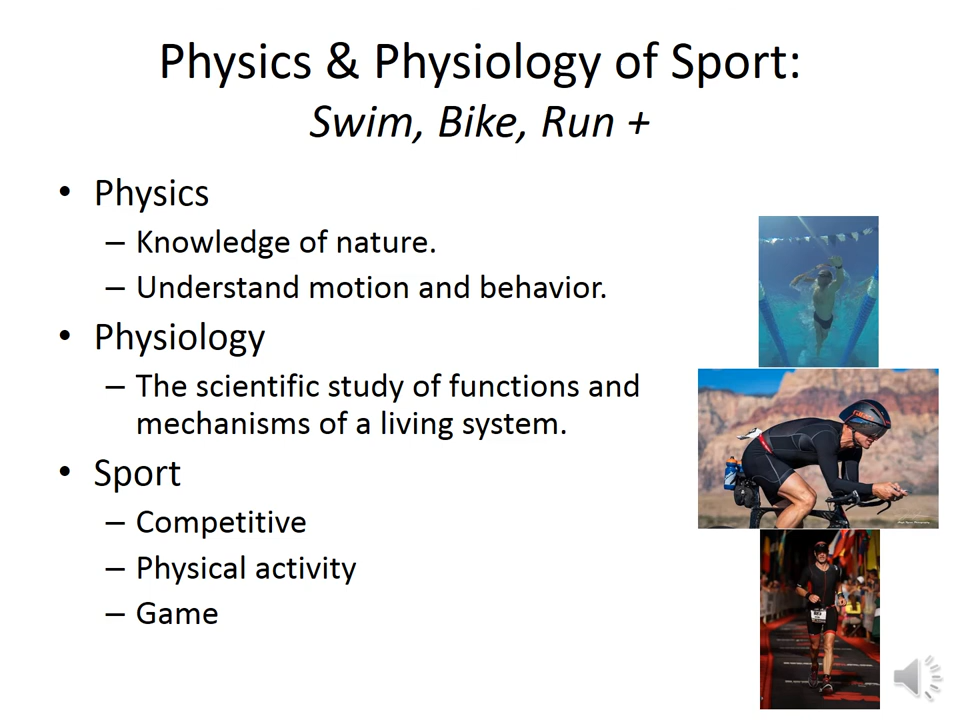 Physics & Physiology of Sport:
Swim, Bike, Run +
• Physics
– Knowledge of nature.
– Understand motion and behavior.
• Physiology
– The scientific study of functions and
mechanisms of a living system.
• Sport
– Competitive
– Physical activity
– Game